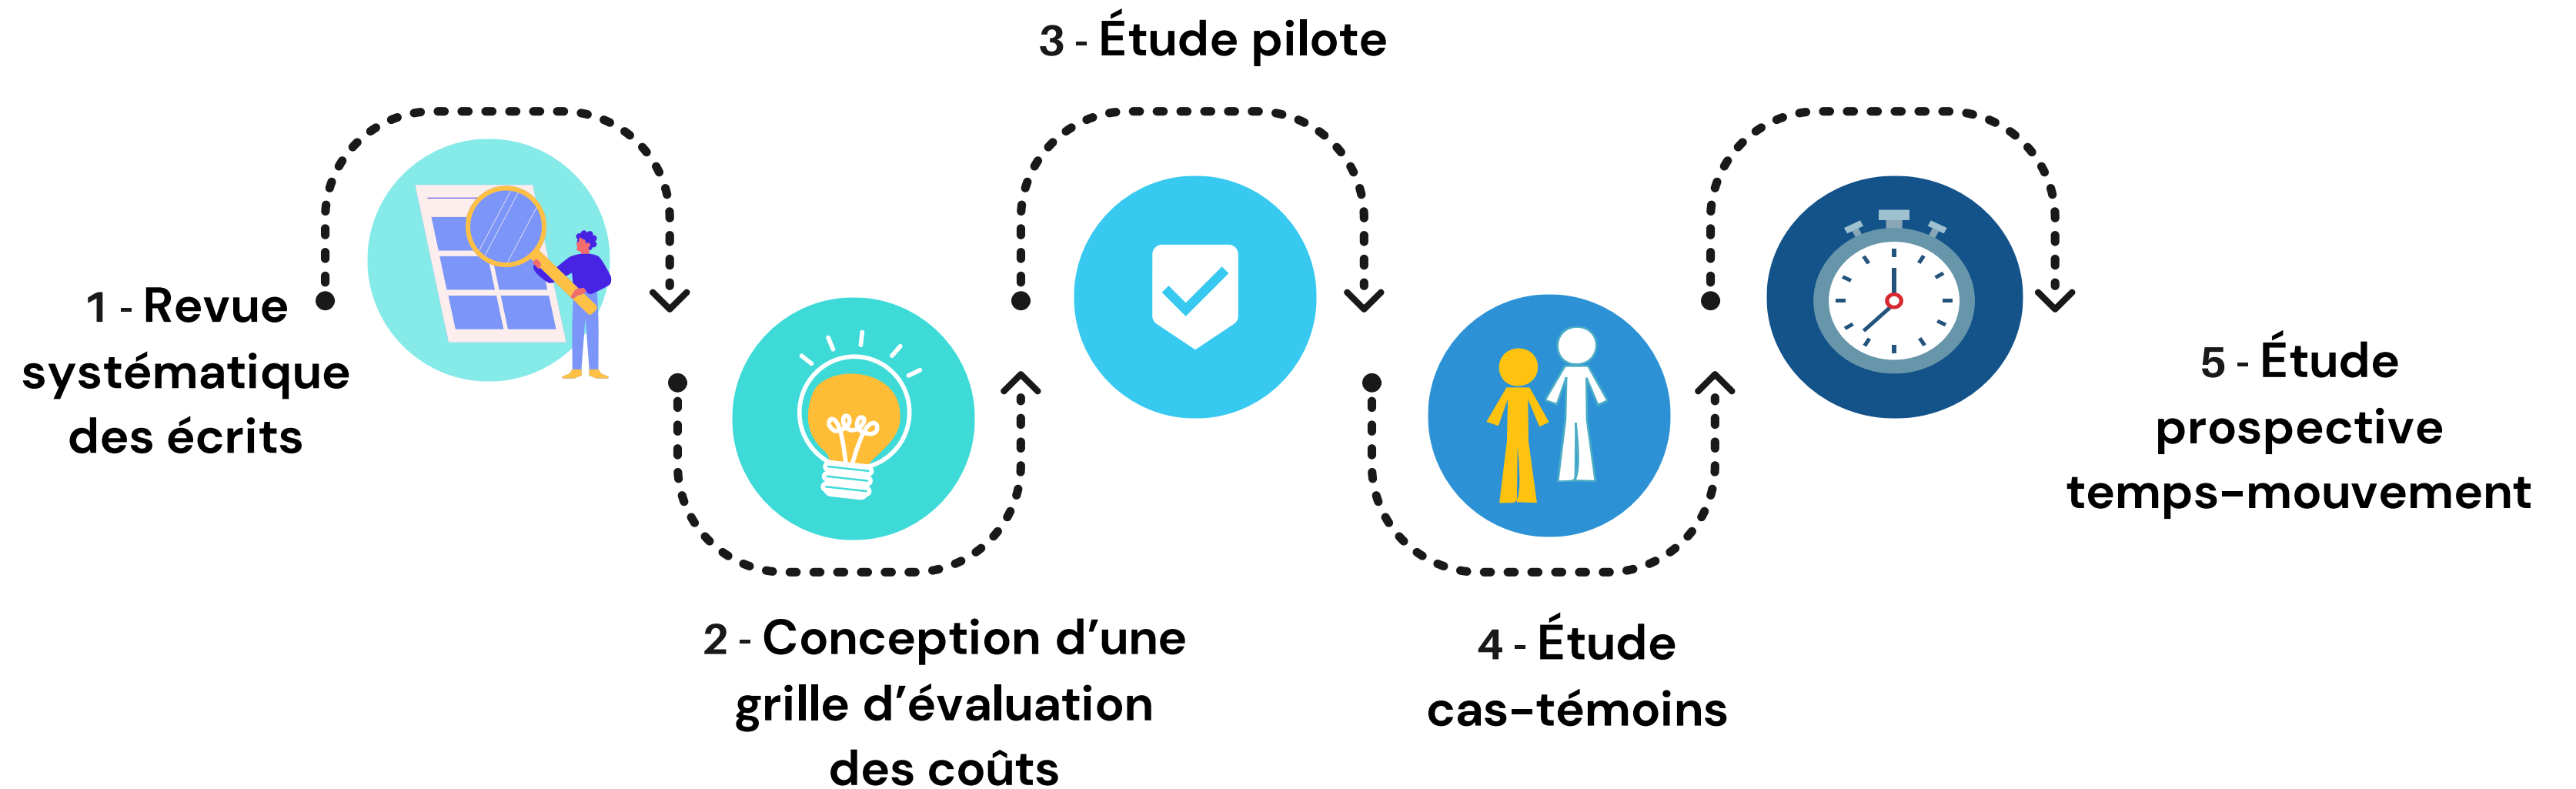 1 - Revue
systématique
des écrits
2 - Conception d’une
grille d’évaluation
des coûts
3 - Étude pilote
4 - Étude
cas-témoins
5 - Étude
prospective
temps-mouvement